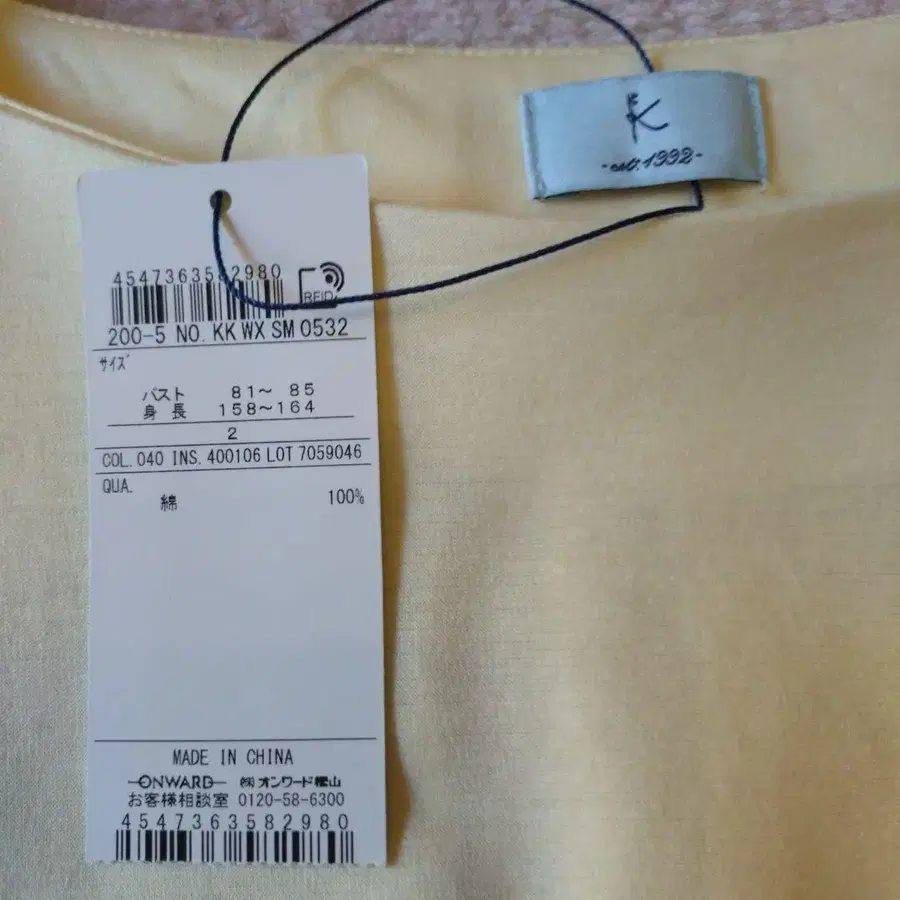 K
-est.1992-
4547363582980
RFID
200-5 NO. KK WX SM 0532
サイズ
バスト 81～ 85
身長 158～164
2
COL. 040 INS. 400106 LOT 7059046
QUA.
綿 100%
MADE IN CHINA
ONWARD ㈱オンワード樫山
お客様相談室 0120-58-6300
4547363582980